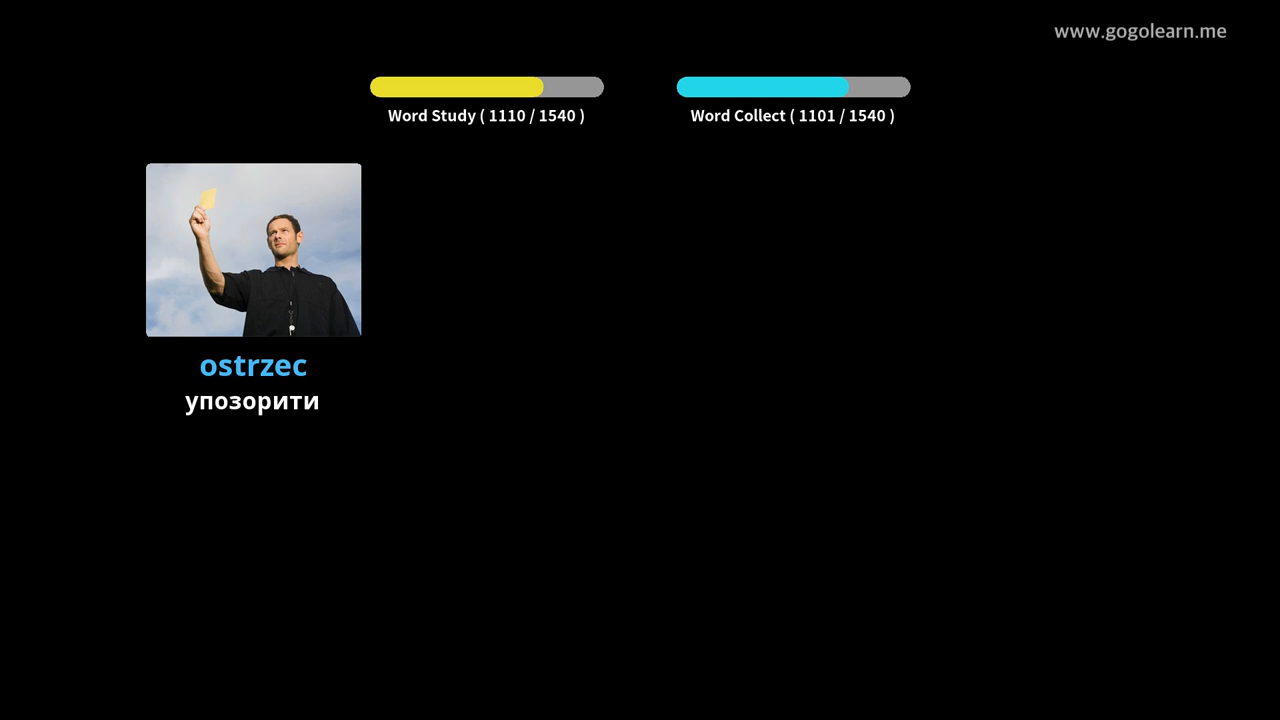 www.gogolearn.me
Word Study ( 1110 / 1540 )
Word Collect ( 1101 / 1540 )
ostrzec
упозорити